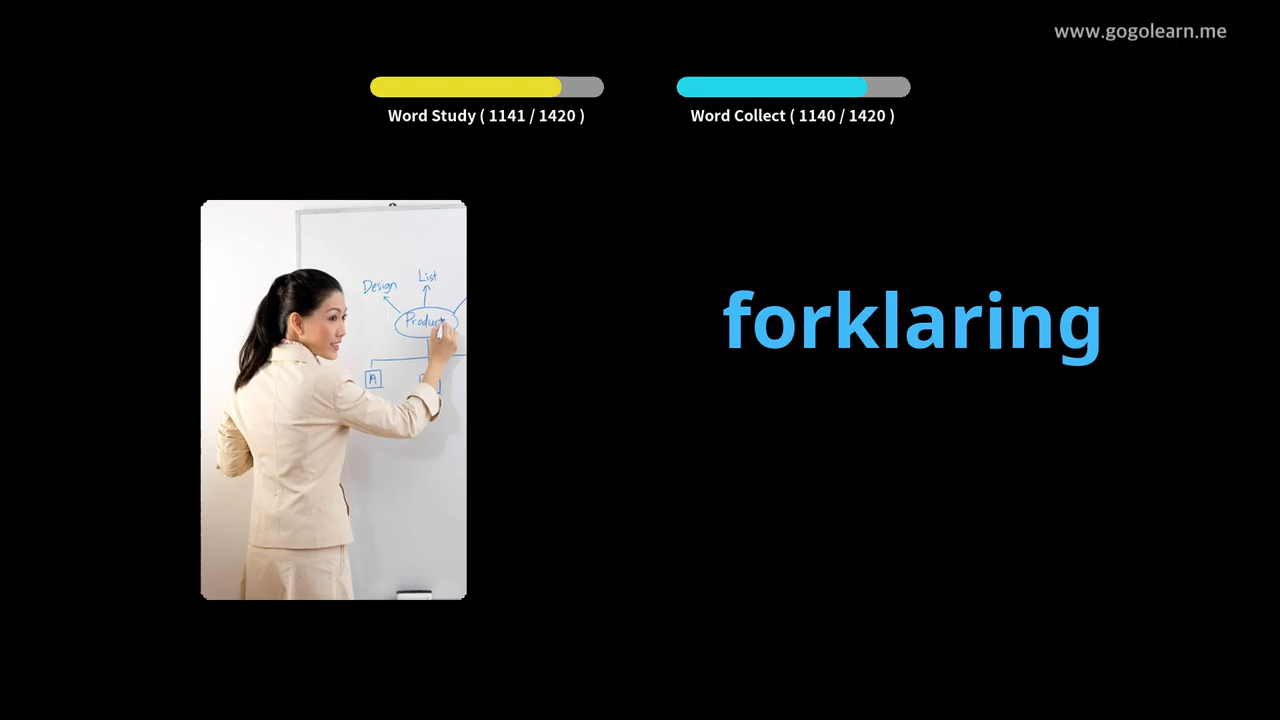 www.gogolearn.me
Word Study ( 1141 / 1420 )
Word Collect ( 1140 / 1420 )
List
Design
Product
A
forklaring